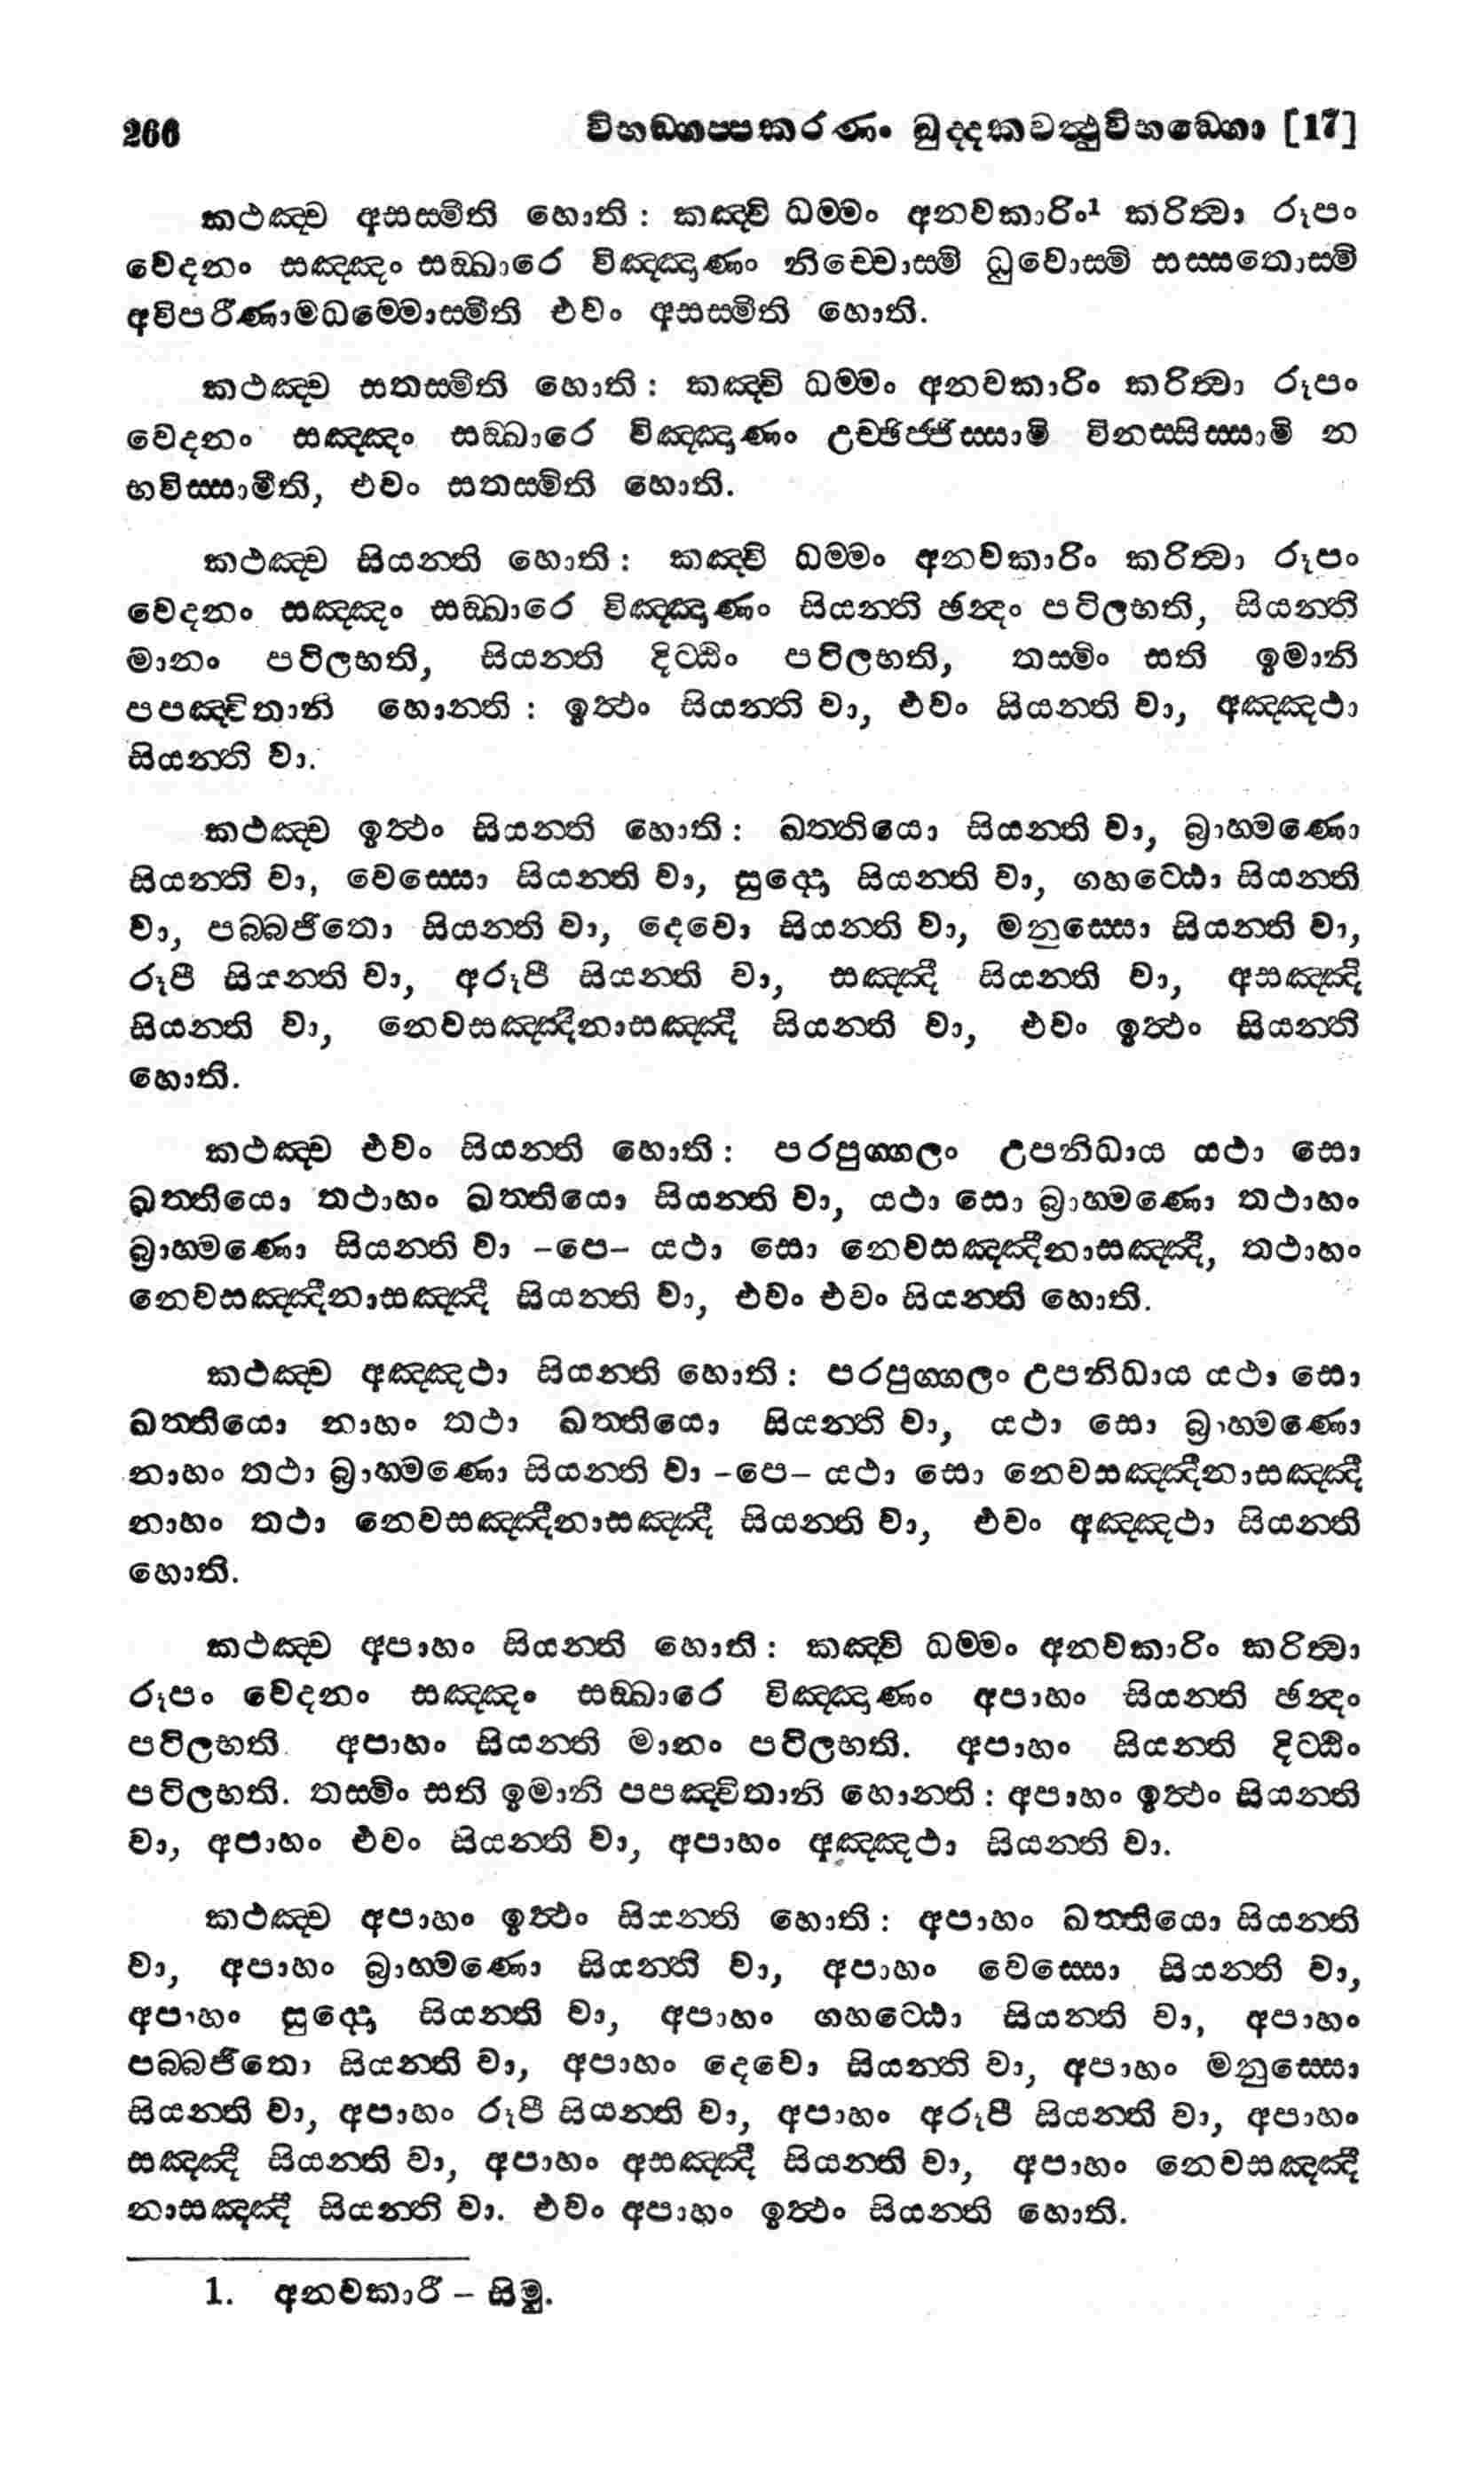 266 විභඞ්ගප්පකරණං ඛුද්දකවත්ථුවිභඞ්ගො [17]
කථඤ්ච අසස්මීති හොති: කඤ්චි ධම්මං අනවකාරිං¹ කරිත්වා රූපං
වෙදනං සඤ්ඤං සඞ්ඛාරෙ විඤ්ඤාණං නිච්චොස්මි ධුවොස්මි සස්සතොස්මි
අවිපරිණාමධම්මොස්මීති එවං අසස්මීති හොති.
කථඤ්ච සතස්මීති හොති: කඤ්චි ධම්මං අනවකාරිං කරිත්වා රූපං
වෙදනං සඤ්ඤං සඞ්ඛාරෙ විඤ්ඤාණං උච්ඡිජ්ජිස්සාමි විනස්සිස්සාමි න
භවිස්සාමීති, එවං සතස්මිති හොති.
කථඤ්ච සියන්ති හොති: කඤ්චි ධම්මං අනවකාරිං කරිත්වා රූපං
වෙදනං සඤ්ඤං සඞ්ඛාරෙ විඤ්ඤාණං සියන්ති ඡන්දං පටිලභති, සියන්ති
මානං පටිලභති, සියන්ති දිට්ඨිං පටිලභති, තස්මිං සති ඉමානි
පපඤ්චිතානි හොන්ති: ඉත්ථං සියන්ති වා, එවං සියන්ති වා, අඤ්ඤථා
සියන්ති වා.
කථඤ්ච ඉත්ථං සියන්ති හොති: ඛත්තියො සියන්ති වා, බ්‍රාහ්මණො
සියන්ති වා, වෙස්සො සියන්ති වා, සුද්දො සියන්ති වා, ගහට්ඨො සියන්ති
වා, පබ්බජිතො සියන්ති වා, දෙවො සියන්ති වා, මනුස්සො සියන්ති වා,
රූපී සියන්ති වා, අරූපී සියන්ති වා, සඤ්ඤී සියන්ති වා, අසඤ්ඤී
සියන්ති වා, නෙවසඤ්ඤීනාසඤ්ඤී සියන්ති වා, එවං ඉත්ථං සියන්ති
හොති.
කථඤ්ච එවං සියන්ති හොති: පරපුග්ගලං උපනිධාය යථා සො
ඛත්තියො තථාහං ඛත්තියො සියන්ති වා, යථා සො බ්‍රාහ්මණො තථාහං
බ්‍රාහ්මණො සියන්ති වා –පෙ– යථා සො නෙවසඤ්ඤීනාසඤ්ඤී, තථාහං
නෙවසඤ්ඤීනාසඤ්ඤී සියන්ති වා, එවං එවං සියන්ති හොති.
කථඤ්ච අඤ්ඤථා සියන්ති හොති: පරපුග්ගලං උපනිධාය යථා සො
ඛත්තියො නාහං තථා ඛත්තියො සියන්ති වා, යථා සො බ්‍රාහ්මණො
නාහං තථා බ්‍රාහ්මණො සියන්ති වා –පෙ– යථා සො නෙවසඤ්ඤීනාසඤ්ඤී
නාහං තථා නෙවසඤ්ඤීනාසඤ්ඤී සියන්ති වා, එවං අඤ්ඤථා සියන්ති
හොති.
කථඤ්ච අපාහං සියන්ති හොති: කඤ්චි ධම්මං අනවකාරිං කරිත්වා
රූපං වෙදනං සඤ්ඤං සඞ්ඛාරෙ විඤ්ඤාණං අපාහං සියන්ති ඡන්දං
පටිලභති. අපාහං සියන්ති මානං පටිලභති. අපාහං සියන්ති දිට්ඨිං
පටිලභති. තස්මිං සති ඉමානි පපඤ්චිතානි හොන්ති: අපාහං ඉත්ථං සියන්ති
වා, අපාහං එවං සියන්ති වා, අපාහං අඤ්ඤථා සියන්ති වා.
කථඤ්ච අපාහං ඉත්ථං සියන්ති හොති: අපාහං ඛත්තියො සියන්ති
වා, අපාහං බ්‍රාහ්මණො සියන්ති වා, අපාහං වෙස්සො සියන්ති වා,
අපාහං සුද්දො සියන්ති වා, අපාහං ගහට්ඨො සියන්ති වා, අපාහං
පබ්බජිතො සියන්ති වා, අපාහං දෙවො සියන්ති වා, අපාහං මනුස්සො
සියන්ති වා, අපාහං රූපී සියන්ති වා, අපාහං අරූපී සියන්ති වා, අපාහං
සඤ්ඤී සියන්ති වා, අපාහං අසඤ්ඤී සියන්ති වා, අපාහං නෙවසඤ්ඤී
නාසඤ්ඤී සියන්ති වා. එවං අපාහං ඉත්ථං සියන්ති හොති.
1. අනවකාරී – සිමු.